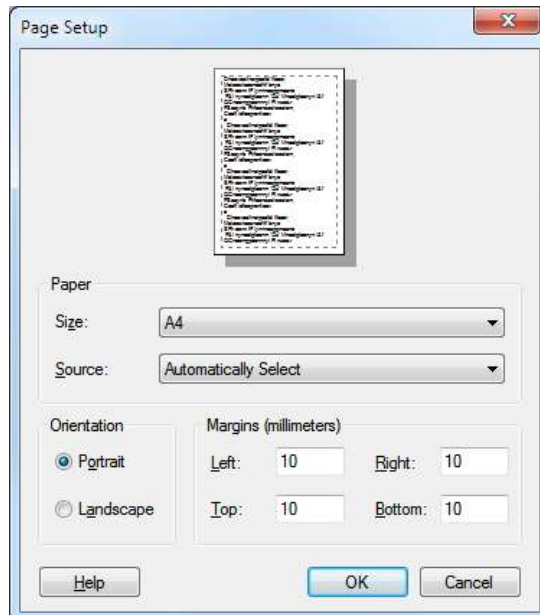 Page Setup
Paper
Size: A4
Source: Automatically Select
Orientation
Portrait
Landscape
Margins (millimeters)
Left: 10 Right: 10
Top: 10 Bottom: 10
Help OK Cancel